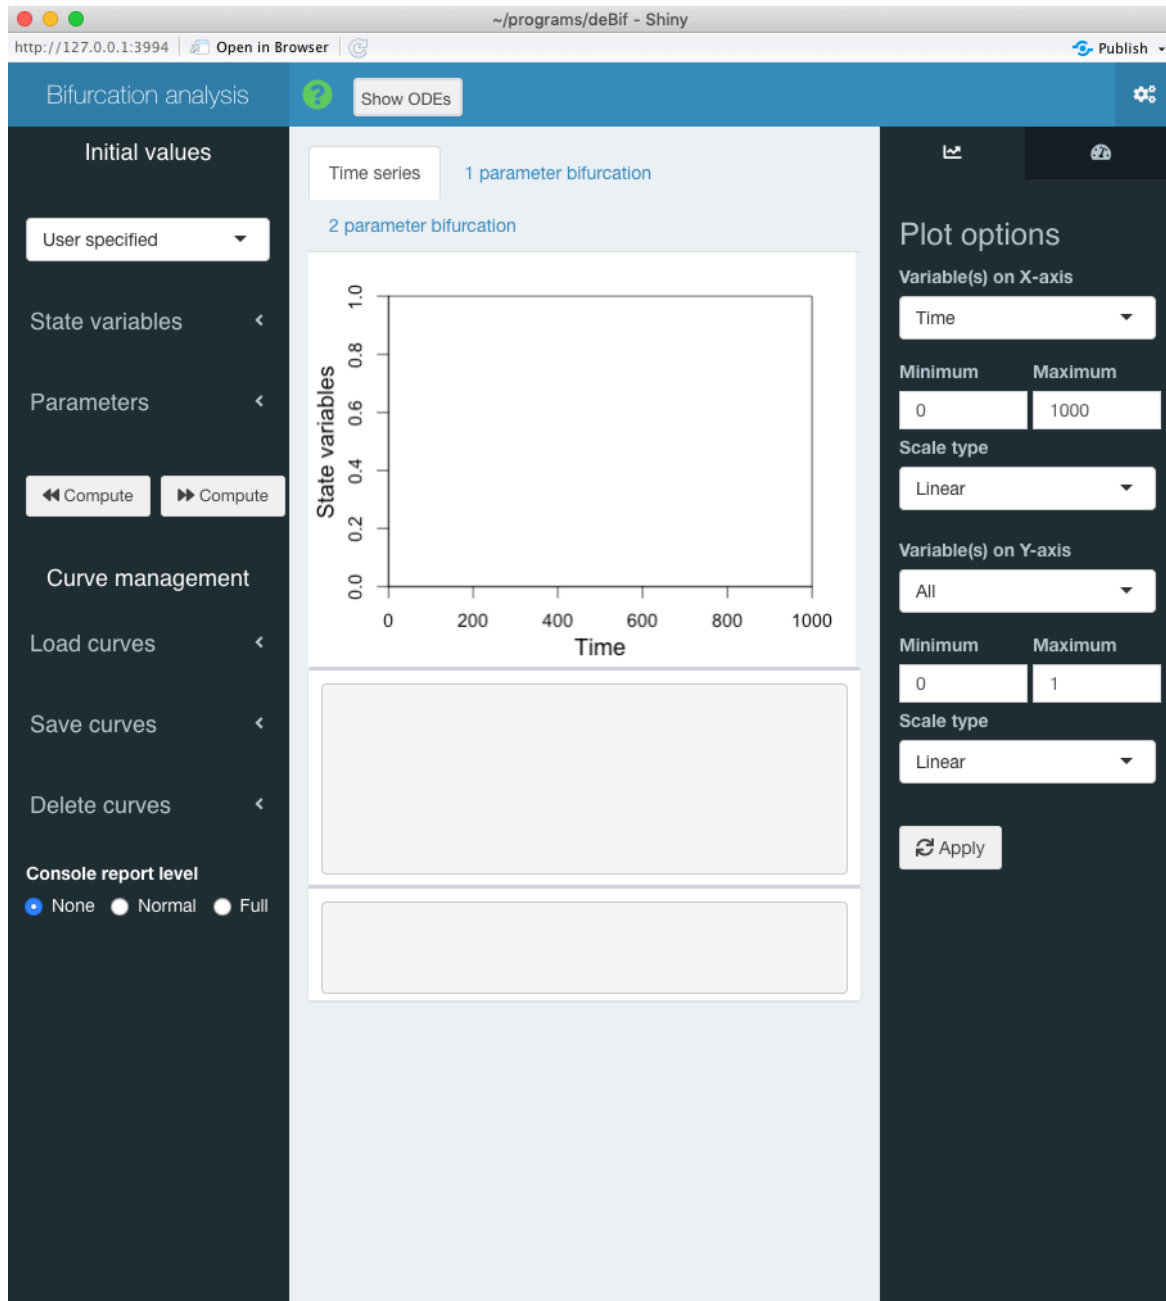 ~/programs/deBif - Shiny
http://127.0.0.1:3994
Open in Browser
Publish
Bifurcation analysis
?
Show ODEs
Initial values
User specified
State variables
Parameters
Compute
Compute
Curve management
Load curves
Save curves
Delete curves
Console report level
None
Normal
Full
Time series
1 parameter bifurcation
2 parameter bifurcation
State variables
1.0
0.8
0.6
0.4
0.2
0.0
0 200 400 600 800 1000
Time
Plot options
Variable(s) on X-axis
Time
Minimum Maximum
0 1000
Scale type
Linear
Variable(s) on Y-axis
All
Minimum Maximum
0 1
Scale type
Linear
Apply